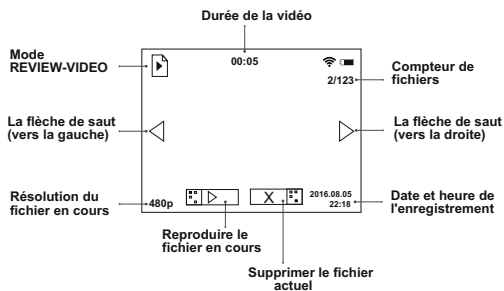 Durée de la vidéo
Mode
REVIEW-VIDEO
00:05
2/123
Compteur de
fichiers
La flèche de saut
(vers la gauche)
La flèche de saut
(vers la droite)
Résolution du
fichier en cours
480p
X
2016.08.05
22:18
Date et heure de
l'enregistrement
Reproduire le
fichier en cours
Supprimer le fichier
actuel